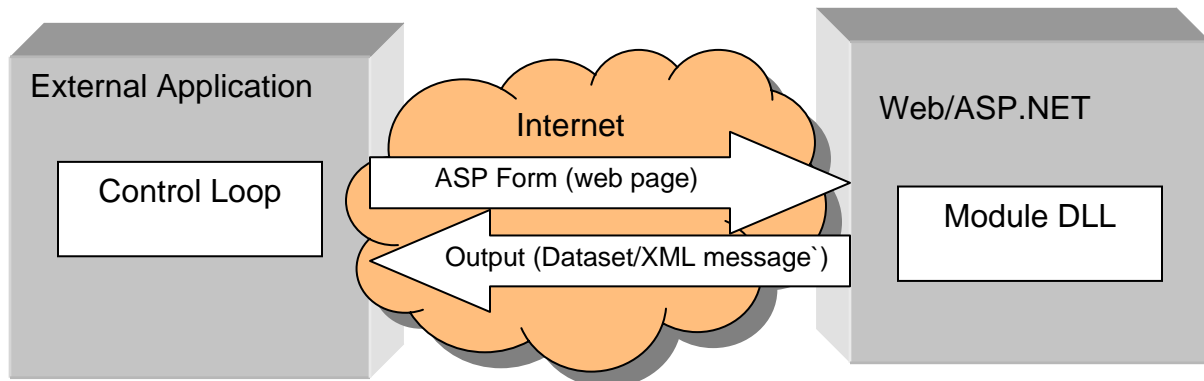 External Application
Control Loop
Internet
ASP Form (web page)
Output (Dataset/XML message`)
Web/ASP.NET
Module DLL